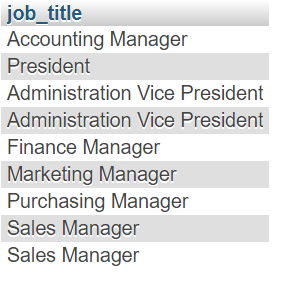 job_title
Accounting Manager
President
Administration Vice President
Administration Vice President
Finance Manager
Marketing Manager
Purchasing Manager
Sales Manager
Sales Manager